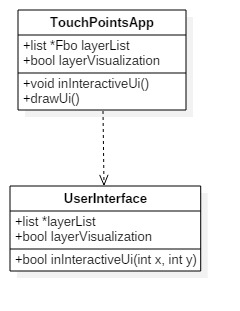 TouchPointsApp
+list *Fbo layerList
+bool layerVisualization
+void inInteractiveUi()
+drawUi()
UserInterface
+list *layerList
+bool layerVisualization
+bool inInteractiveUi(int x, int y)